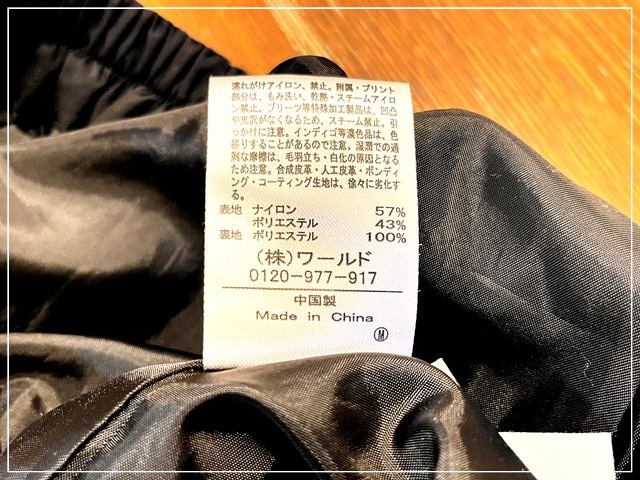 濡れがけアイロン、禁止。附属・プリント
部分は、もみ洗い、乾熱・スチームアイロ
ン禁止。プリーツ等特殊加工製品は、凹凸
や光沢がなくなるため、スチーム禁止。引
っかけに注意。インディゴ等濃色品は、色
移りすることがあるので注意。湿潤での過
剰な摩擦は、毛羽立ち・白化の原因となる
ため注意。合成皮革・人工皮革・ボンディ
ング・コーティング生地は、徐々に劣化す
る。
表地 ナイロン 57%
ポリエステル 43%
裏地 ポリエステル 100%
(株)ワールド
0120-977-917
中国製
Made in China
M